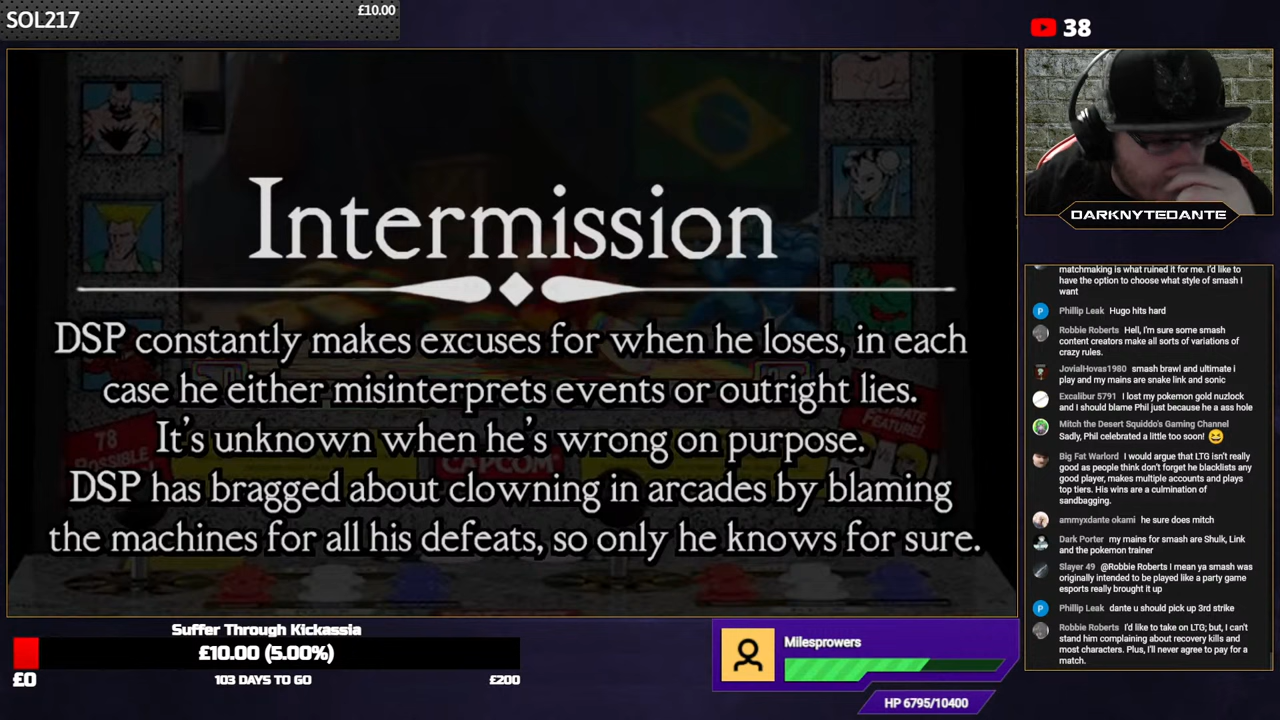 SOL217
£10.00
38
Intermission
DSP constantly makes excuses for when he loses, in each
case he either misinterprets events or outright lies.
It's unknown when he's wrong on purpose.
DSP has bragged about clowning in arcades by blaming
the machines for all his defeats, so only he knows for sure.
78
POSSIBLE
CAPCOM
FEATURE!
DARKNYTEDANTE
matchmaking is what ruined it for me. I'd like to
have the option to choose what style of smash I
want
P Phillip Leak Hugo hits hard
Robbie Roberts Hell, I'm sure some smash
content creators make all sorts of variations of
crazy rules.
JovialHovas1980 smash brawl and ultimate i
play and my mains are snake link and sonic
Excalibur 5791 I lost my pokemon gold nuzlock
and I should blame Phil just because he a ass hole
Mitch the Desert Squiddo's Gaming Channel
Sadly, Phil celebrated a little too soon! 😆
Big Fat Warlord I would argue that LTG isn't really
good as people think don't forget he blacklists any
good player, makes multiple accounts and plays
top tiers. His wins are a culmination of
sandbagging.
ammyxdante okami he sure does mitch
Dark Porter my mains for smash are Shulk, Link
and the pokemon trainer
Slayer 49 @Robbie Roberts I mean ya smash was
originally intended to be played like a party game
esports really brought it up
P Phillip Leak dante u should pick up 3rd strike
Robbie Roberts I'd like to take on LTG; but, I can't
stand him complaining about recovery kills and
most characters. Plus, I'll never agree to pay for a
match.
Suffer Through Kickassia
£10.00 (5.00%)
£0
103 DAYS TO GO
£200
Milesprowers
HP 6795/10400